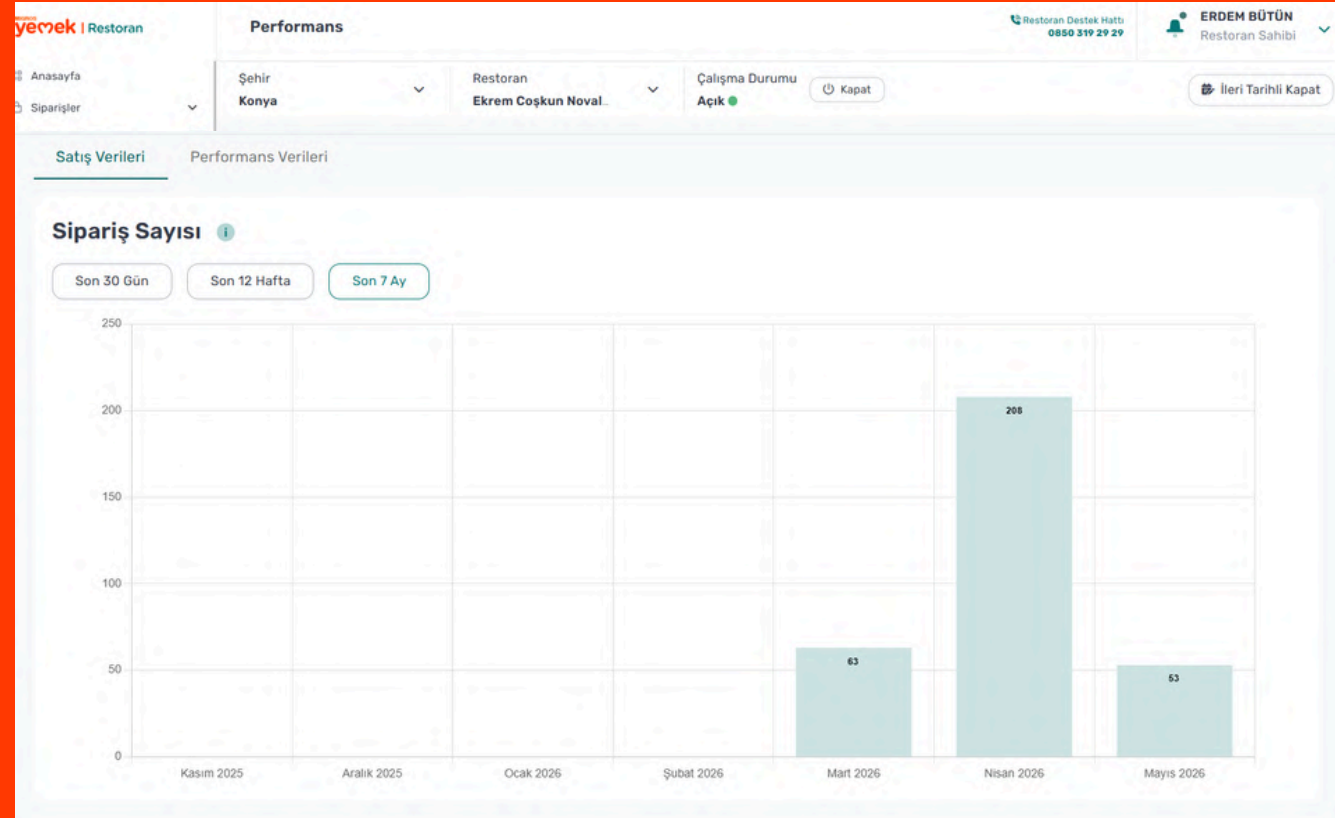 yemek | Restoran
Performans
Restoran Destek Hattı
0850 319 29 29
ERDEM BÜTÜN
Restoran Sahibi
Anasayfa
Siparişler
Şehir
Konya
Restoran
Ekrem Coşkun Noval..
Çalışma Durumu
Açık
Kapat
İleri Tarihli Kapat
Satış Verileri
Performans Verileri
Sipariş Sayısı i
Son 30 Gün
Son 12 Hafta
Son 7 Ay
250
200
150
100
50
0
208
63
53
Kasım 2025
Aralık 2025
Ocak 2026
Şubat 2026
Mart 2026
Nisan 2026
Mayıs 2026